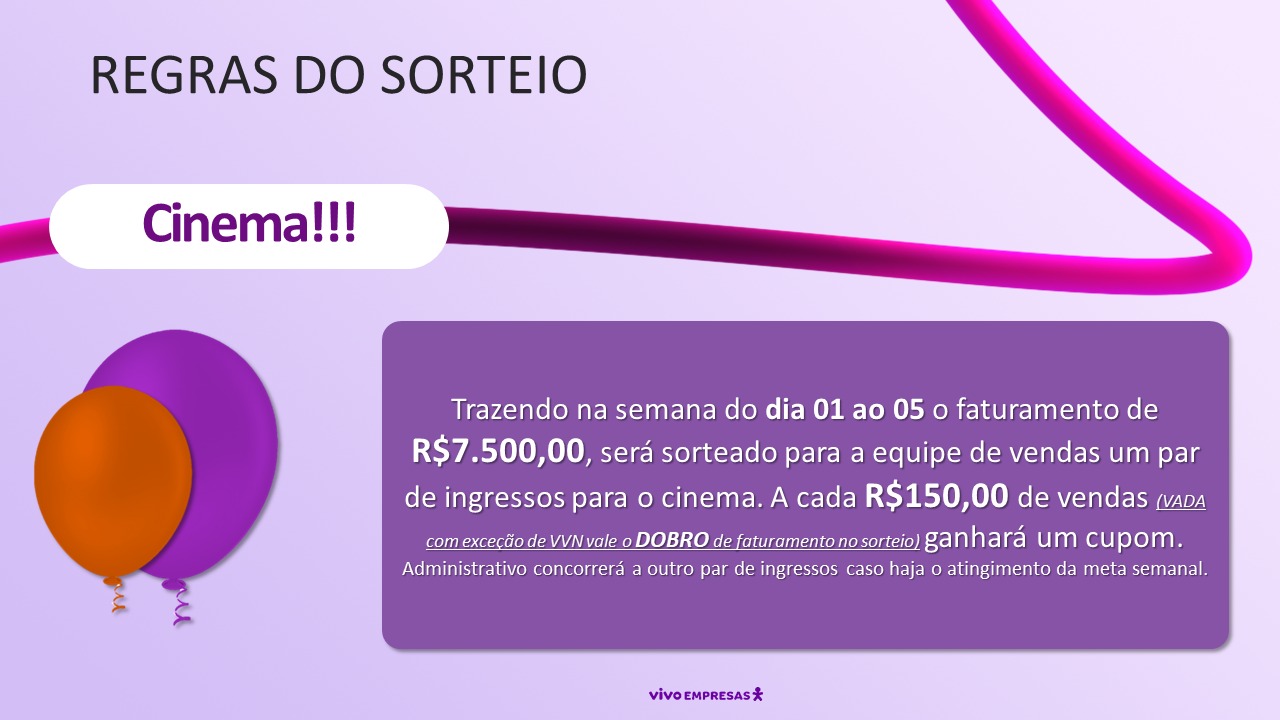 REGRAS DO SORTEIO
Cinema!!!
Trazendo na semana do dia 01 ao 05 o faturamento de
R$7.500,00, será sorteado para a equipe de vendas um par
de ingressos para o cinema. A cada R$150,00 de vendas (VADA
com exceção de VVN vale o DOBRO de faturamento no sorteio) ganhará um cupom.
Administrativo concorrerá a outro par de ingressos caso haja o atingimento da meta semanal.
vivo EMPRESAS